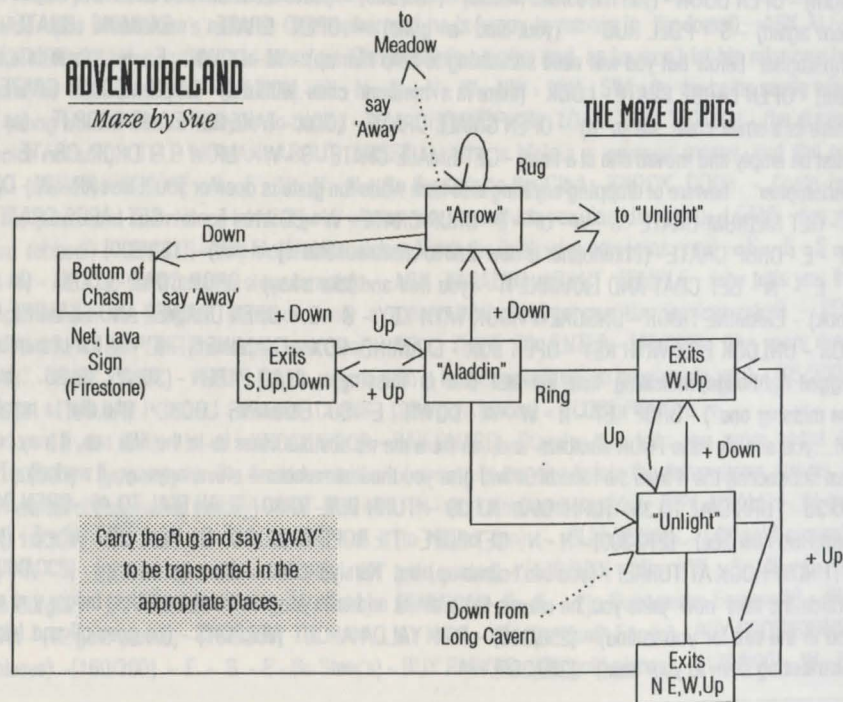 to
Meadow
ADVENTURELAND
Maze by Sue
say
'Away'
THE MAZE OF PITS
Rug
"Arrow"
to "Unlight"
Down
Bottom of
Chasm
say 'Away'
Net, Lava
Sign
(Firestone)
+ Down
Up
+ Down
Exits
S,Up,Down
+ Up
"Aladdin"
Ring
Exits
W,Up
Up
+ Down
"Unlight"
Carry the Rug and say 'AWAY'
to be transported in the
appropriate places.
+ Up
Down from
Long Cavern
Exits
N E,W,Up